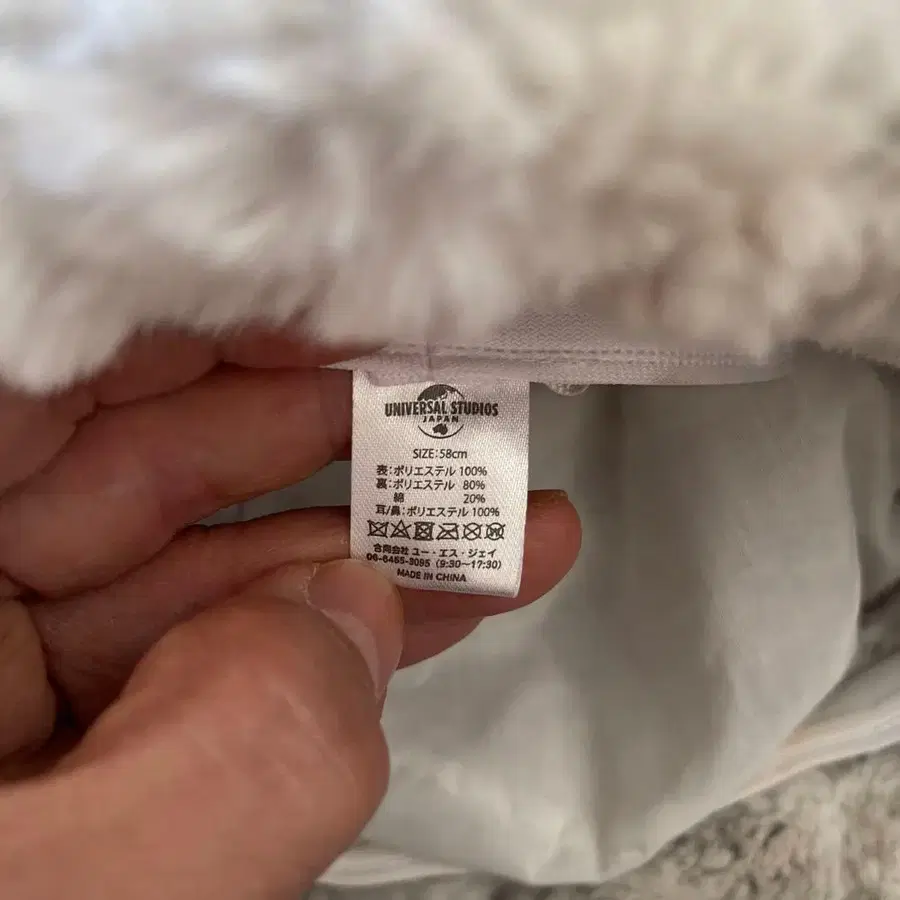 UNIVERSAL STUDIOS
JAPAN
SIZE:58cm
表:ポリエステル 100%
裏:ポリエステル 80%
綿 20%
耳/鼻:ポリエステル 100%
合同会社 ユー・エス・ジェイ
06-6465-3095 (9:30~17:30)
MADE IN CHINA